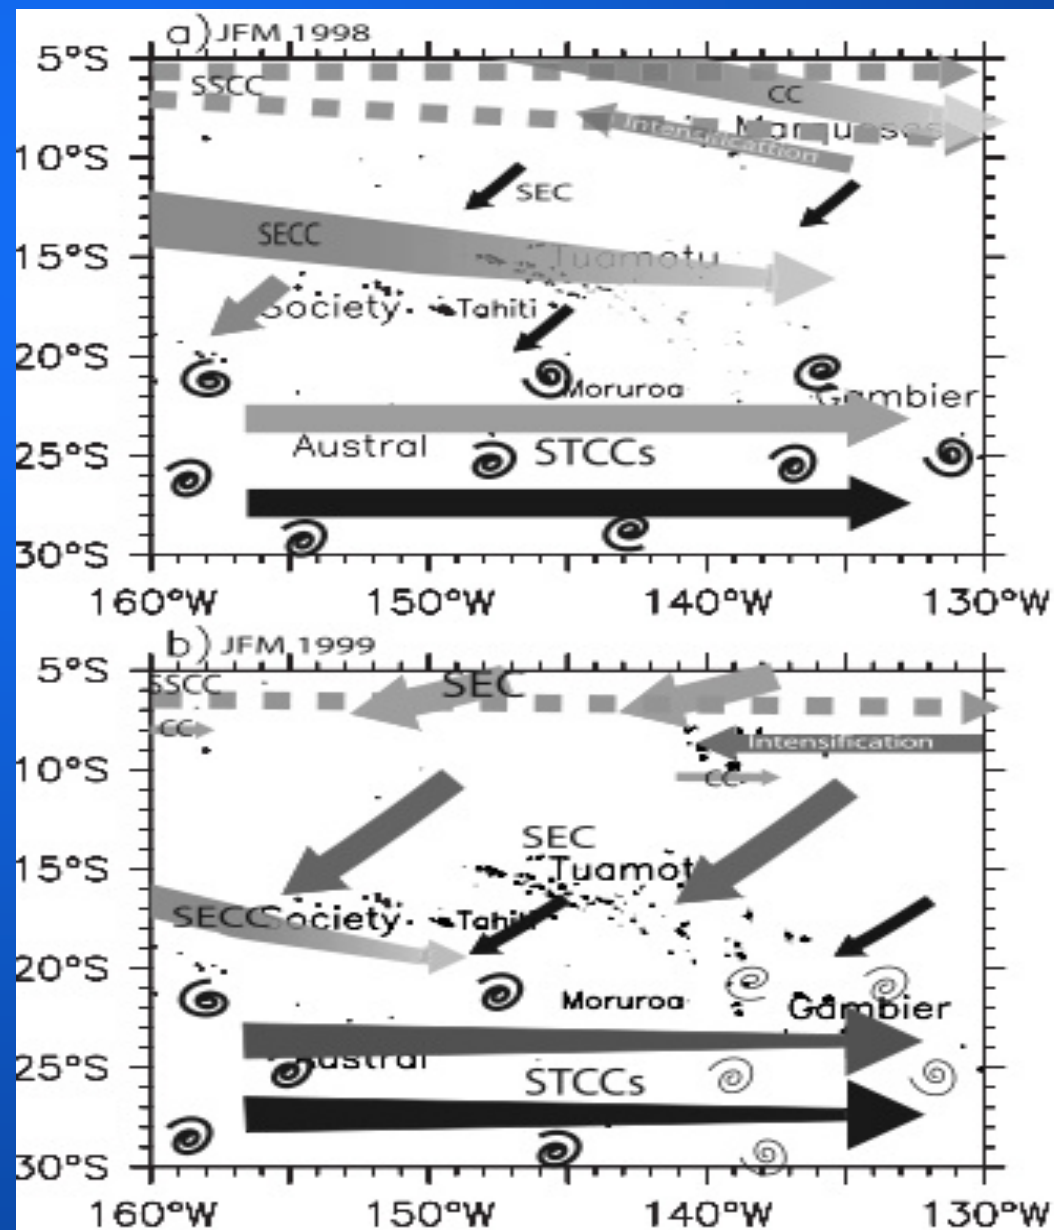 a) JFM 1998
5°S
SSCC
CC
Intensificattion
Marquesas
10°S
SEC
SECC
15°S
Tuamotu
Society
Tahiti
20°S
Moruroa
Gambier
Austral
25°S
STCCs
30°S
160°W 150°W 140°W 130°W
b) JFM 1999
5°S
SSCC
SEC
CC
Intensification
10°S
CC
SEC
15°S
Tuamotu
SECC
Society
Tahiti
20°S
Moruroa
Gambier
Austral
25°S
STCCs
30°S
160°W 150°W 140°W 130°W